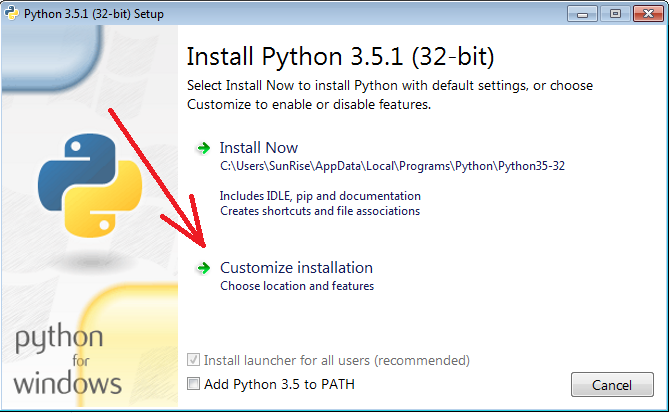 Python 3.5.1 (32-bit) Setup
Install Python 3.5.1 (32-bit)
Select Install Now to install Python with default settings, or choose
Customize to enable or disable features.
Install Now
C:\Users\SunRise\AppData\Local\Programs\Python\Python35-32
Includes IDLE, pip and documentation
Creates shortcuts and file associations
Customize installation
Choose location and features
python
for
windows
Install launcher for all users (recommended)
Add Python 3.5 to PATH
Cancel